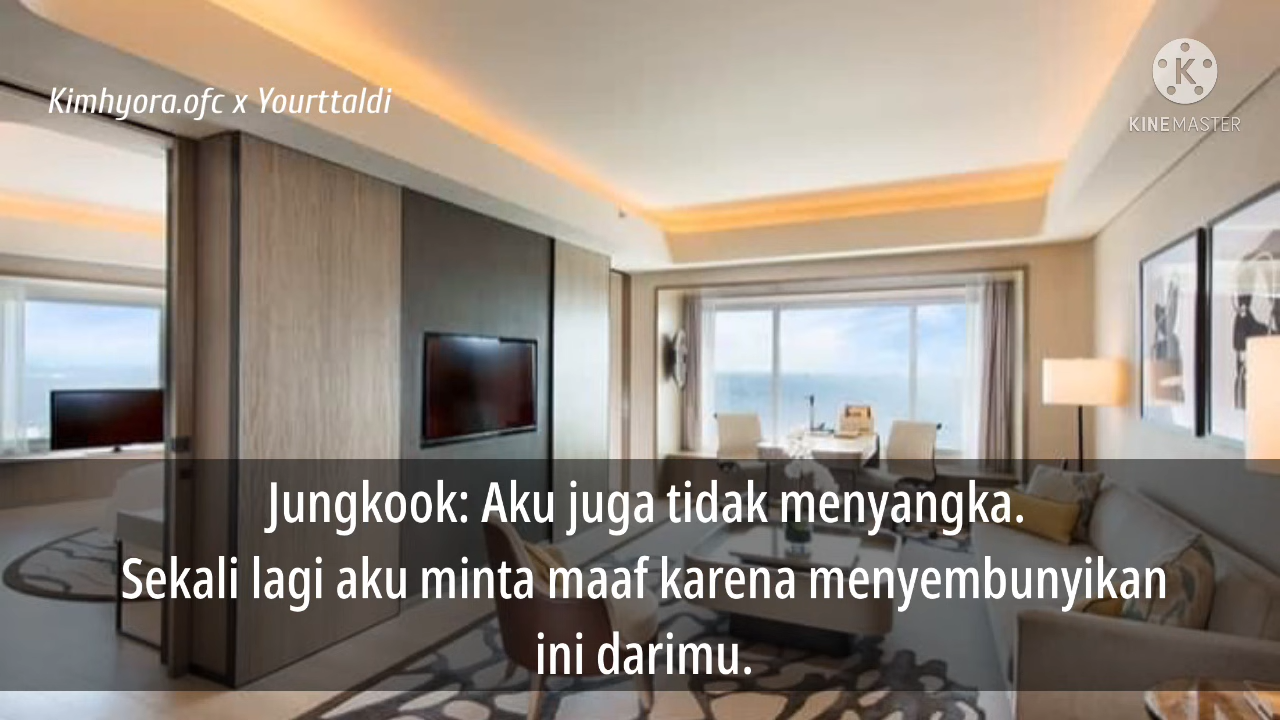 Kimhyora.ofc x Yourttaldi
K
KINEMASTER
Jungkook: Aku juga tidak menyangka.
Sekali lagi aku minta maaf karena menyembunyikan
ini darimu.